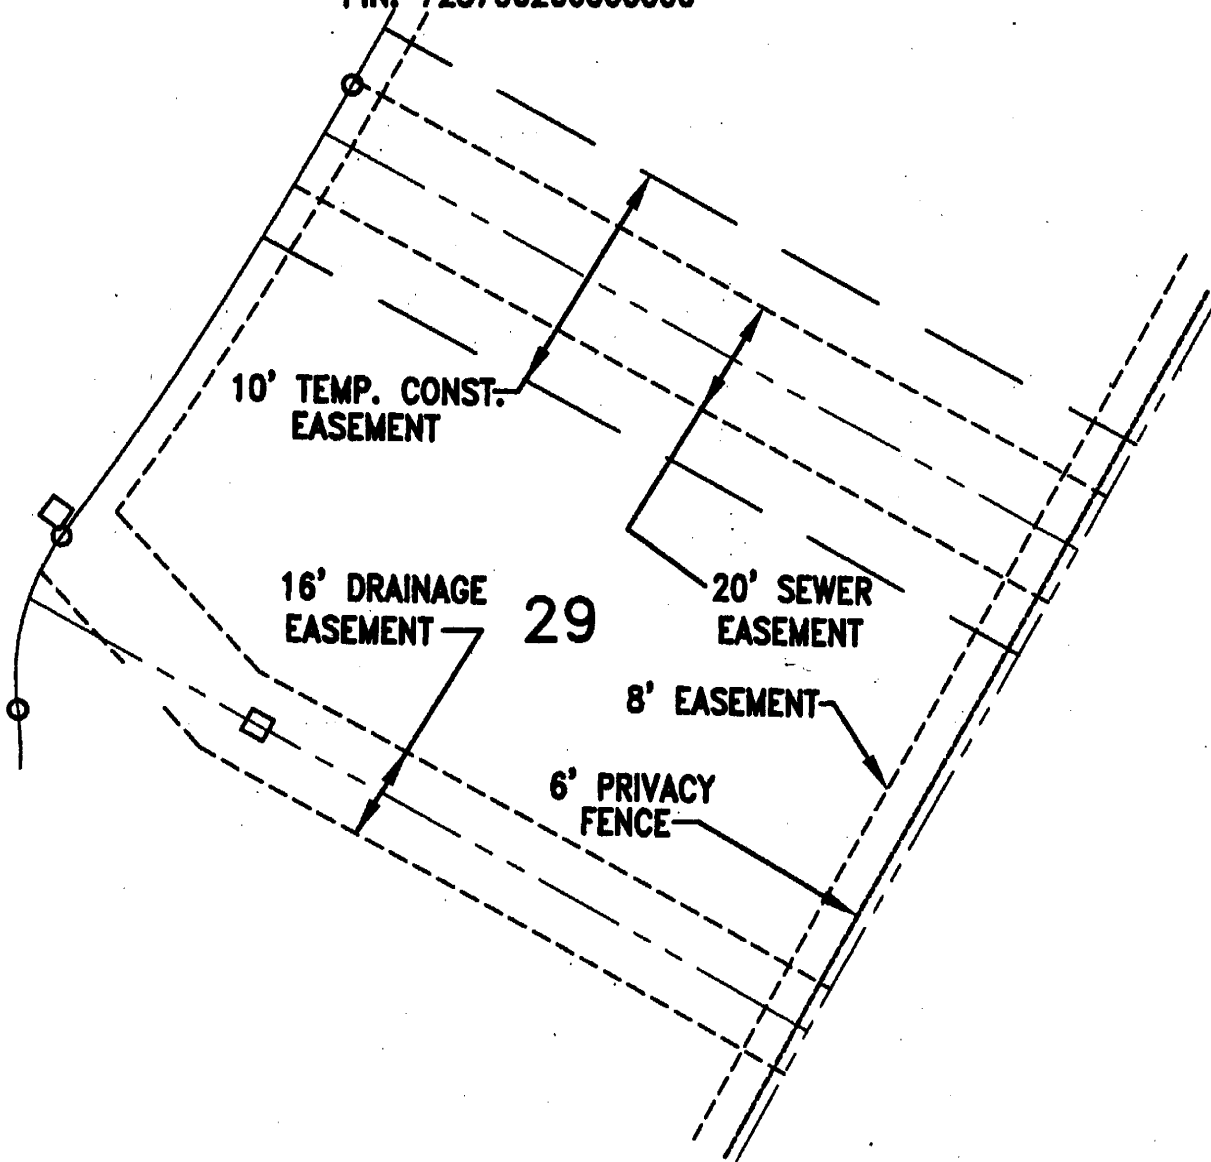 10' TEMP. CONST.
EASEMENT
16' DRAINAGE
EASEMENT
29
20' SEWER
EASEMENT
8' EASEMENT
6' PRIVACY
FENCE